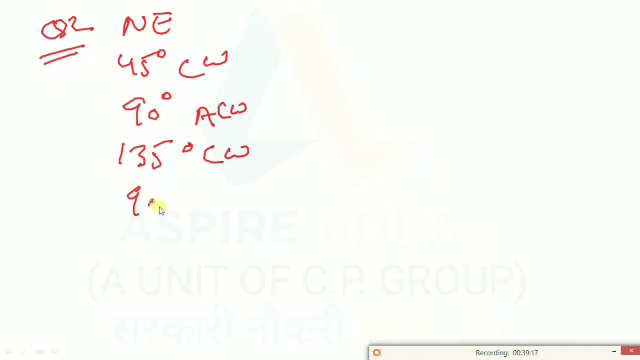 Q2 NE
45° CW
90° ACW
135° CW
9
ASPIRE ADDA
(A UNIT OF C.P. GROUP)
सरकारी नौकरी
Recording: 00:39:17